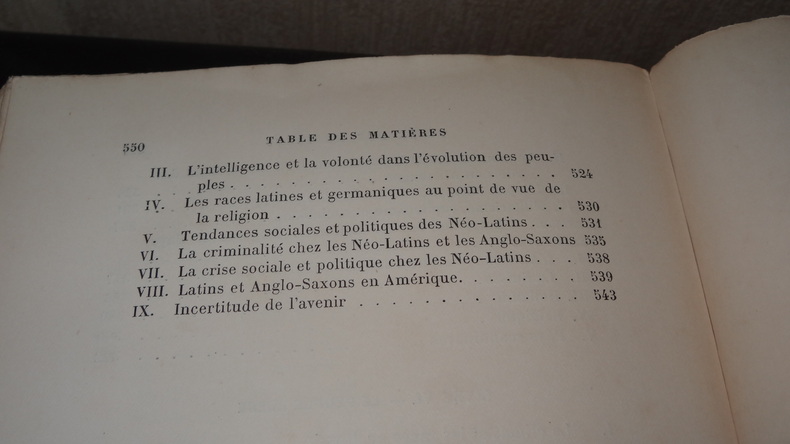 550 TABLE DES MATIÈRES
III. L'intelligence et la volonté dans l'évolution des peu-
ples . . . . . . . . . . . . . . . . . . . . . 524
IV. Les races latines et germaniques au point de vue de
la religion . . . . . . . . . . . . . . . . . . 530
V. Tendances sociales et politiques des Néo-Latins . . . 531
VI. La criminalité chez les Néo-Latins et les Anglo-Saxons 535
VII. La crise sociale et politique chez les Néo-Latins . . . 538
VIII. Latins et Anglo-Saxons en Amérique. . . . . . . . 539
IX. Incertitude de l'avenir . . . . . . . . . . . . . . 543